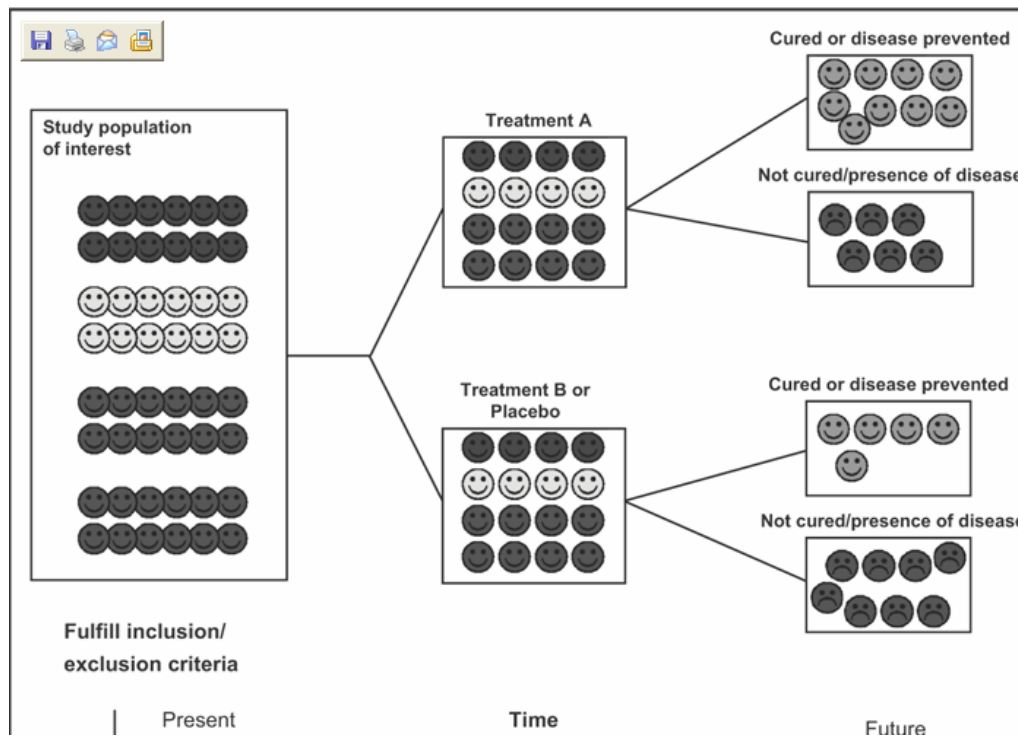 Study population
of interest
Fulfill inclusion/
exclusion criteria
Treatment A
Treatment B or
Placebo
Cured or disease prevented
Not cured/presence of disease
Cured or disease prevented
Not cured/presence of disease
Present
Time
Future